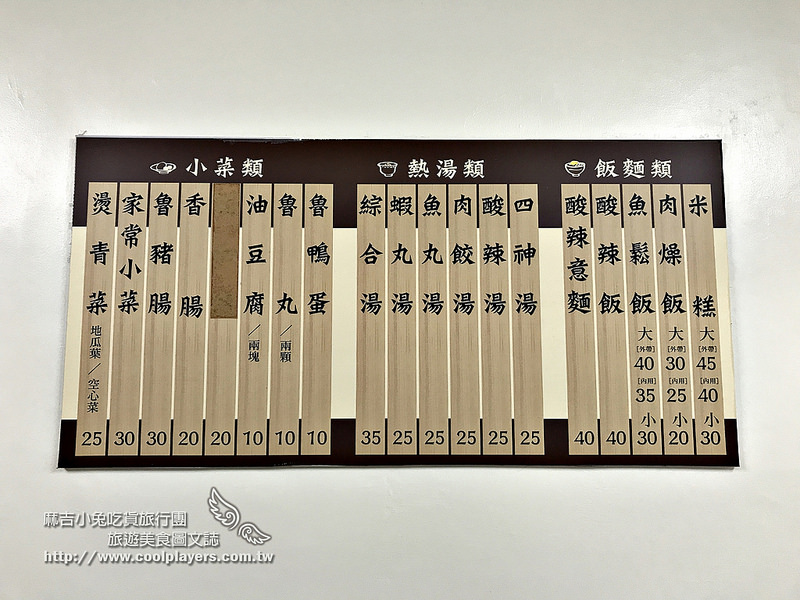 飯麵類
米糕 大 [外帶] 45 [內用] 40 小 30
肉燥飯 大 [外帶] 30 [內用] 25 小 20
魚鬆飯 大 [外帶] 40 [內用] 35 小 30
酸辣飯 40
酸辣意麵 40
熱湯類
四神湯 25
酸辣湯 25
肉餃湯 25
魚丸湯 25
蝦丸湯 25
綜合湯 35
小菜類
魯鴨蛋 10
魯丸/兩顆 10
油豆腐/兩塊 10
20
香腸 20
魯豬腸 30
家常小菜 30
燙青菜 地瓜葉/空心菜 25
麻吉小兔吃貨旅行團
旅遊美食圖文誌
http://www.coolplayers.com.tw